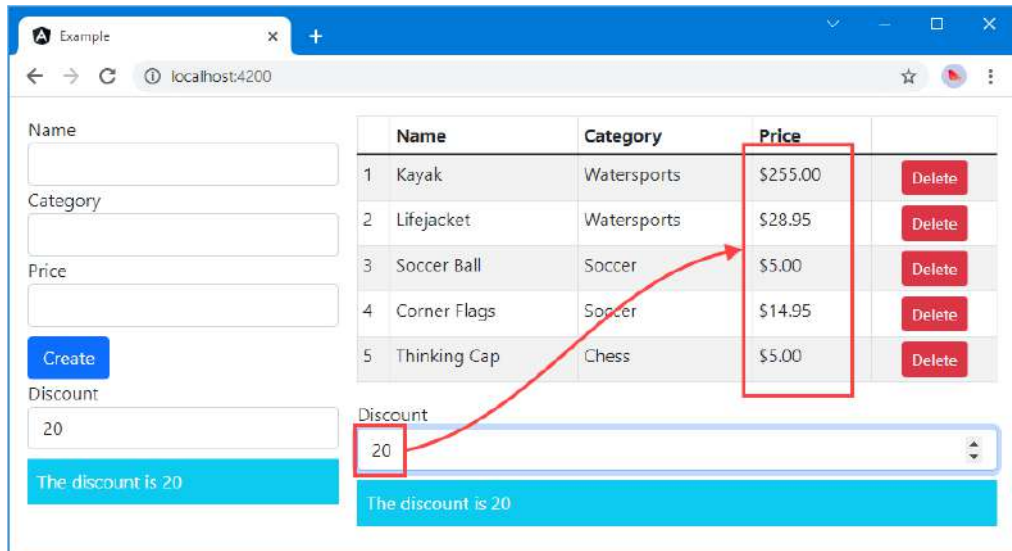 Example
localhost:4200
Name
Category
Price
Create
Discount
20
The discount is 20
Name Category Price
1 Kayak Watersports $255.00 Delete
2 Lifejacket Watersports $28.95 Delete
3 Soccer Ball Soccer $5.00 Delete
4 Corner Flags Soccer $14.95 Delete
5 Thinking Cap Chess $5.00 Delete
Discount
20
The discount is 20